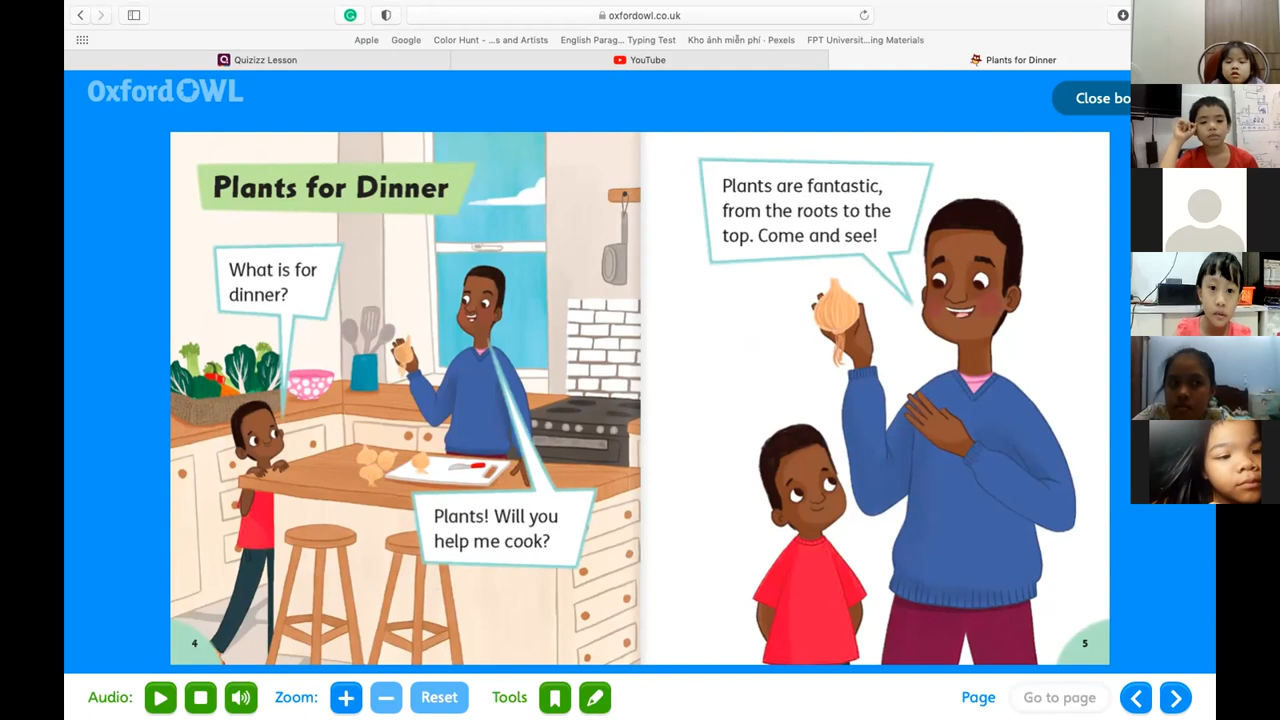 oxfordowl.co.uk
Apple Google Color Hunt - ...s and Artists English Parag... Typing Test Kho ảnh miễn phí · Pexels FPT Universit...ing Materials
Quizizz Lesson YouTube Plants for Dinner
Oxford OWL
Close bo
Plants for Dinner
What is for
dinner?
Plants! Will you
help me cook?
4
Plants are fantastic,
from the roots to the
top. Come and see!
5
Audio: Zoom: Reset Tools Page Go to page